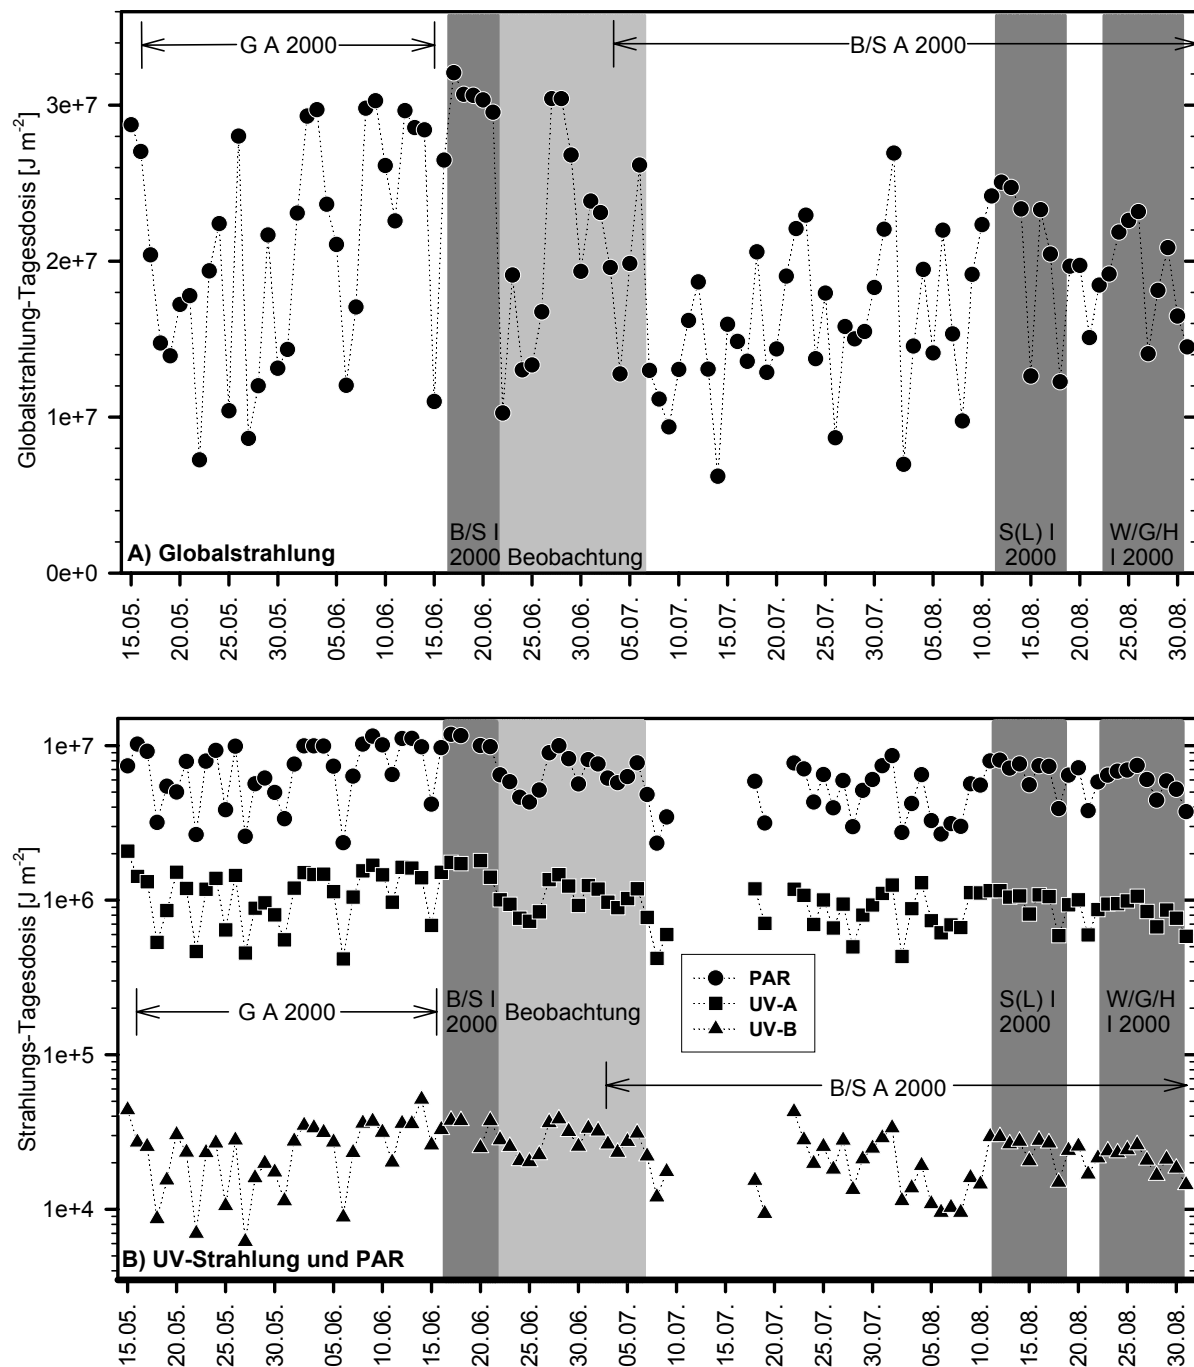 Globalstrahlung-Tagesdosis [J m⁻²]
3e+7
2e+7
1e+7
0e+0
G A 2000
B/S A 2000
B/S I
2000
Beobachtung
S(L) I
2000
W/G/H
I 2000
A) Globalstrahlung
15.05.
20.05.
25.05.
30.05.
05.06.
10.06.
15.06.
20.06.
25.06.
30.06.
05.07.
10.07.
15.07.
20.07.
25.07.
30.07.
05.08.
10.08.
15.08.
20.08.
25.08.
30.08.
Strahlungs-Tagesdosis [J m⁻²]
1e+7
1e+6
1e+5
1e+4
G A 2000
B/S I
2000
Beobachtung
PAR
UV-A
UV-B
S(L) I
2000
W/G/H
I 2000
B/S A 2000
B) UV-Strahlung und PAR
15.05.
20.05.
25.05.
30.05.
05.06.
10.06.
15.06.
20.06.
25.06.
30.06.
05.07.
10.07.
15.07.
20.07.
25.07.
30.07.
05.08.
10.08.
15.08.
20.08.
25.08.
30.08.